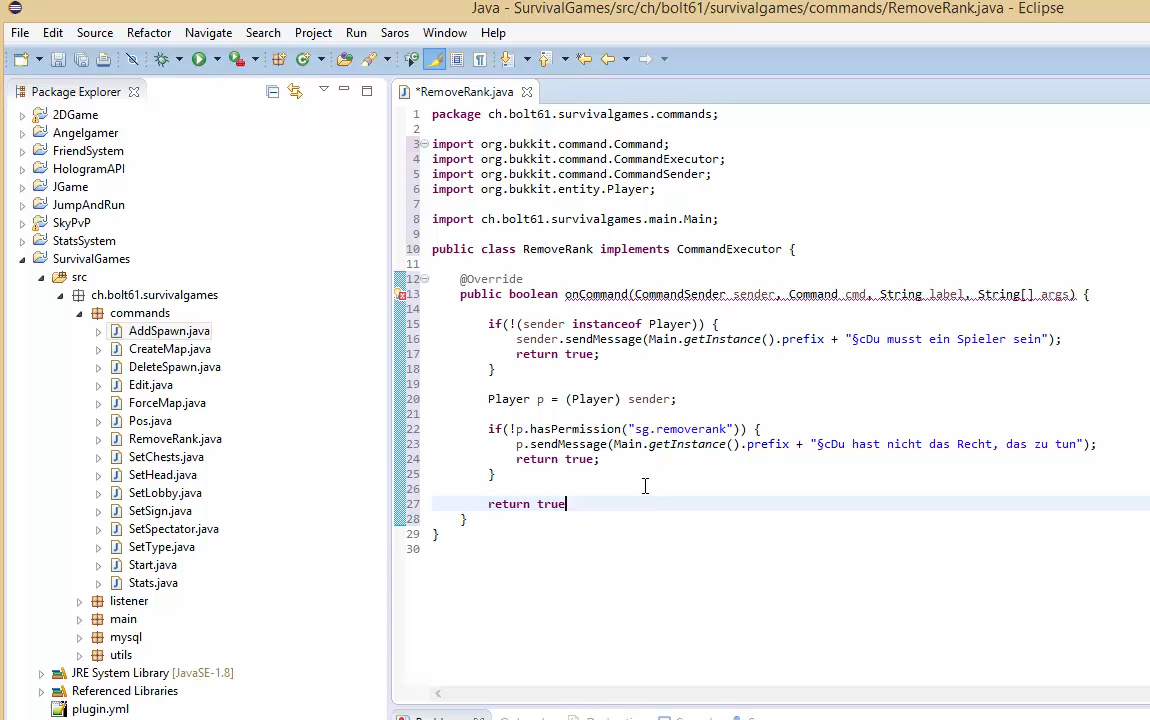 Java - SurvivalGames/src/ch/bolt61/survivalgames/commands/RemoveRank.java - Eclipse
File Edit Source Refactor Navigate Search Project Run Saros Window Help
Package Explorer
2DGame
Angelgamer
FriendSystem
HologramAPI
JGame
JumpAndRun
SkyPvP
StatsSystem
SurvivalGames
src
ch.bolt61.survivalgames
commands
AddSpawn.java
CreateMap.java
DeleteSpawn.java
Edit.java
ForceMap.java
Pos.java
RemoveRank.java
SetChests.java
SetHead.java
SetLobby.java
SetSign.java
SetSpectator.java
SetType.java
Start.java
Stats.java
listener
main
mysql
utils
JRE System Library [JavaSE-1.8]
Referenced Libraries
plugin.yml
*RemoveRank.java
1 package ch.bolt61.survivalgames.commands;
2
3 import org.bukkit.command.Command;
4 import org.bukkit.command.CommandExecutor;
5 import org.bukkit.command.CommandSender;
6 import org.bukkit.entity.Player;
7
8 import ch.bolt61.survivalgames.main.Main;
9
10 public class RemoveRank implements CommandExecutor {
11
12 @Override
13 public boolean onCommand(CommandSender sender, Command cmd, String label, String[] args) {
14
15 if(!(sender instanceof Player)) {
16 sender.sendMessage(Main.getInstance().prefix + "§cDu musst ein Spieler sein");
17 return true;
18 }
19
20 Player p = (Player) sender;
21
22 if(!p.hasPermission("sg.removerank")) {
23 p.sendMessage(Main.getInstance().prefix + "§cDu hast nicht das Recht, das zu tun");
24 return true;
25 }
26
27 return true
28 }
29 }
30